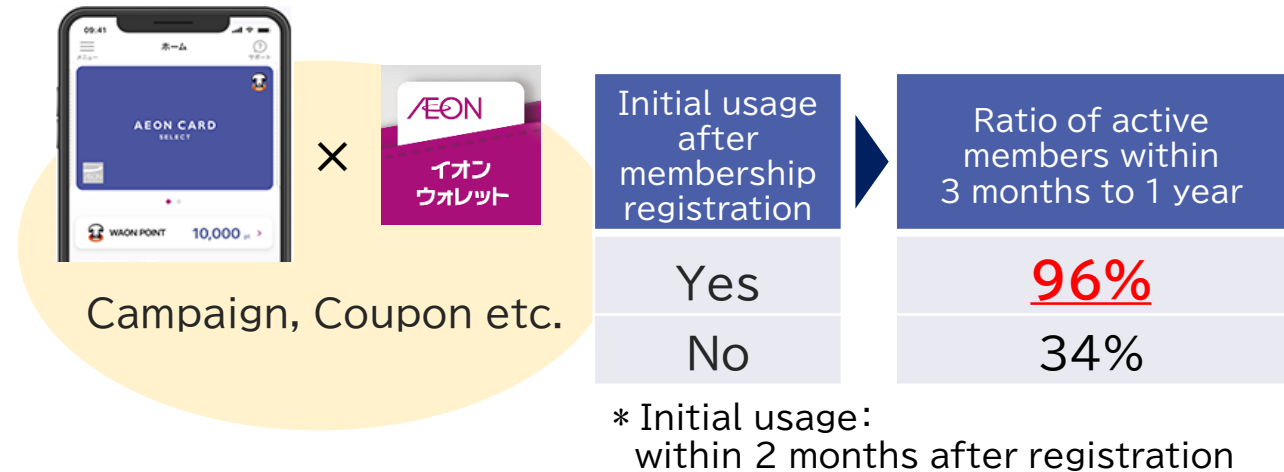 09:41
ホーム
メニュー
サポート
AEON CARD
SELECT
AEON
WAON POINT 10,000 pt >
×
ÆON
イオン
ウォレット
Campaign, Coupon etc.
Initial usage
after
membership
registration
Ratio of active
members within
3 months to 1 year
Yes
96%
No
34%
* Initial usage:
within 2 months after registration